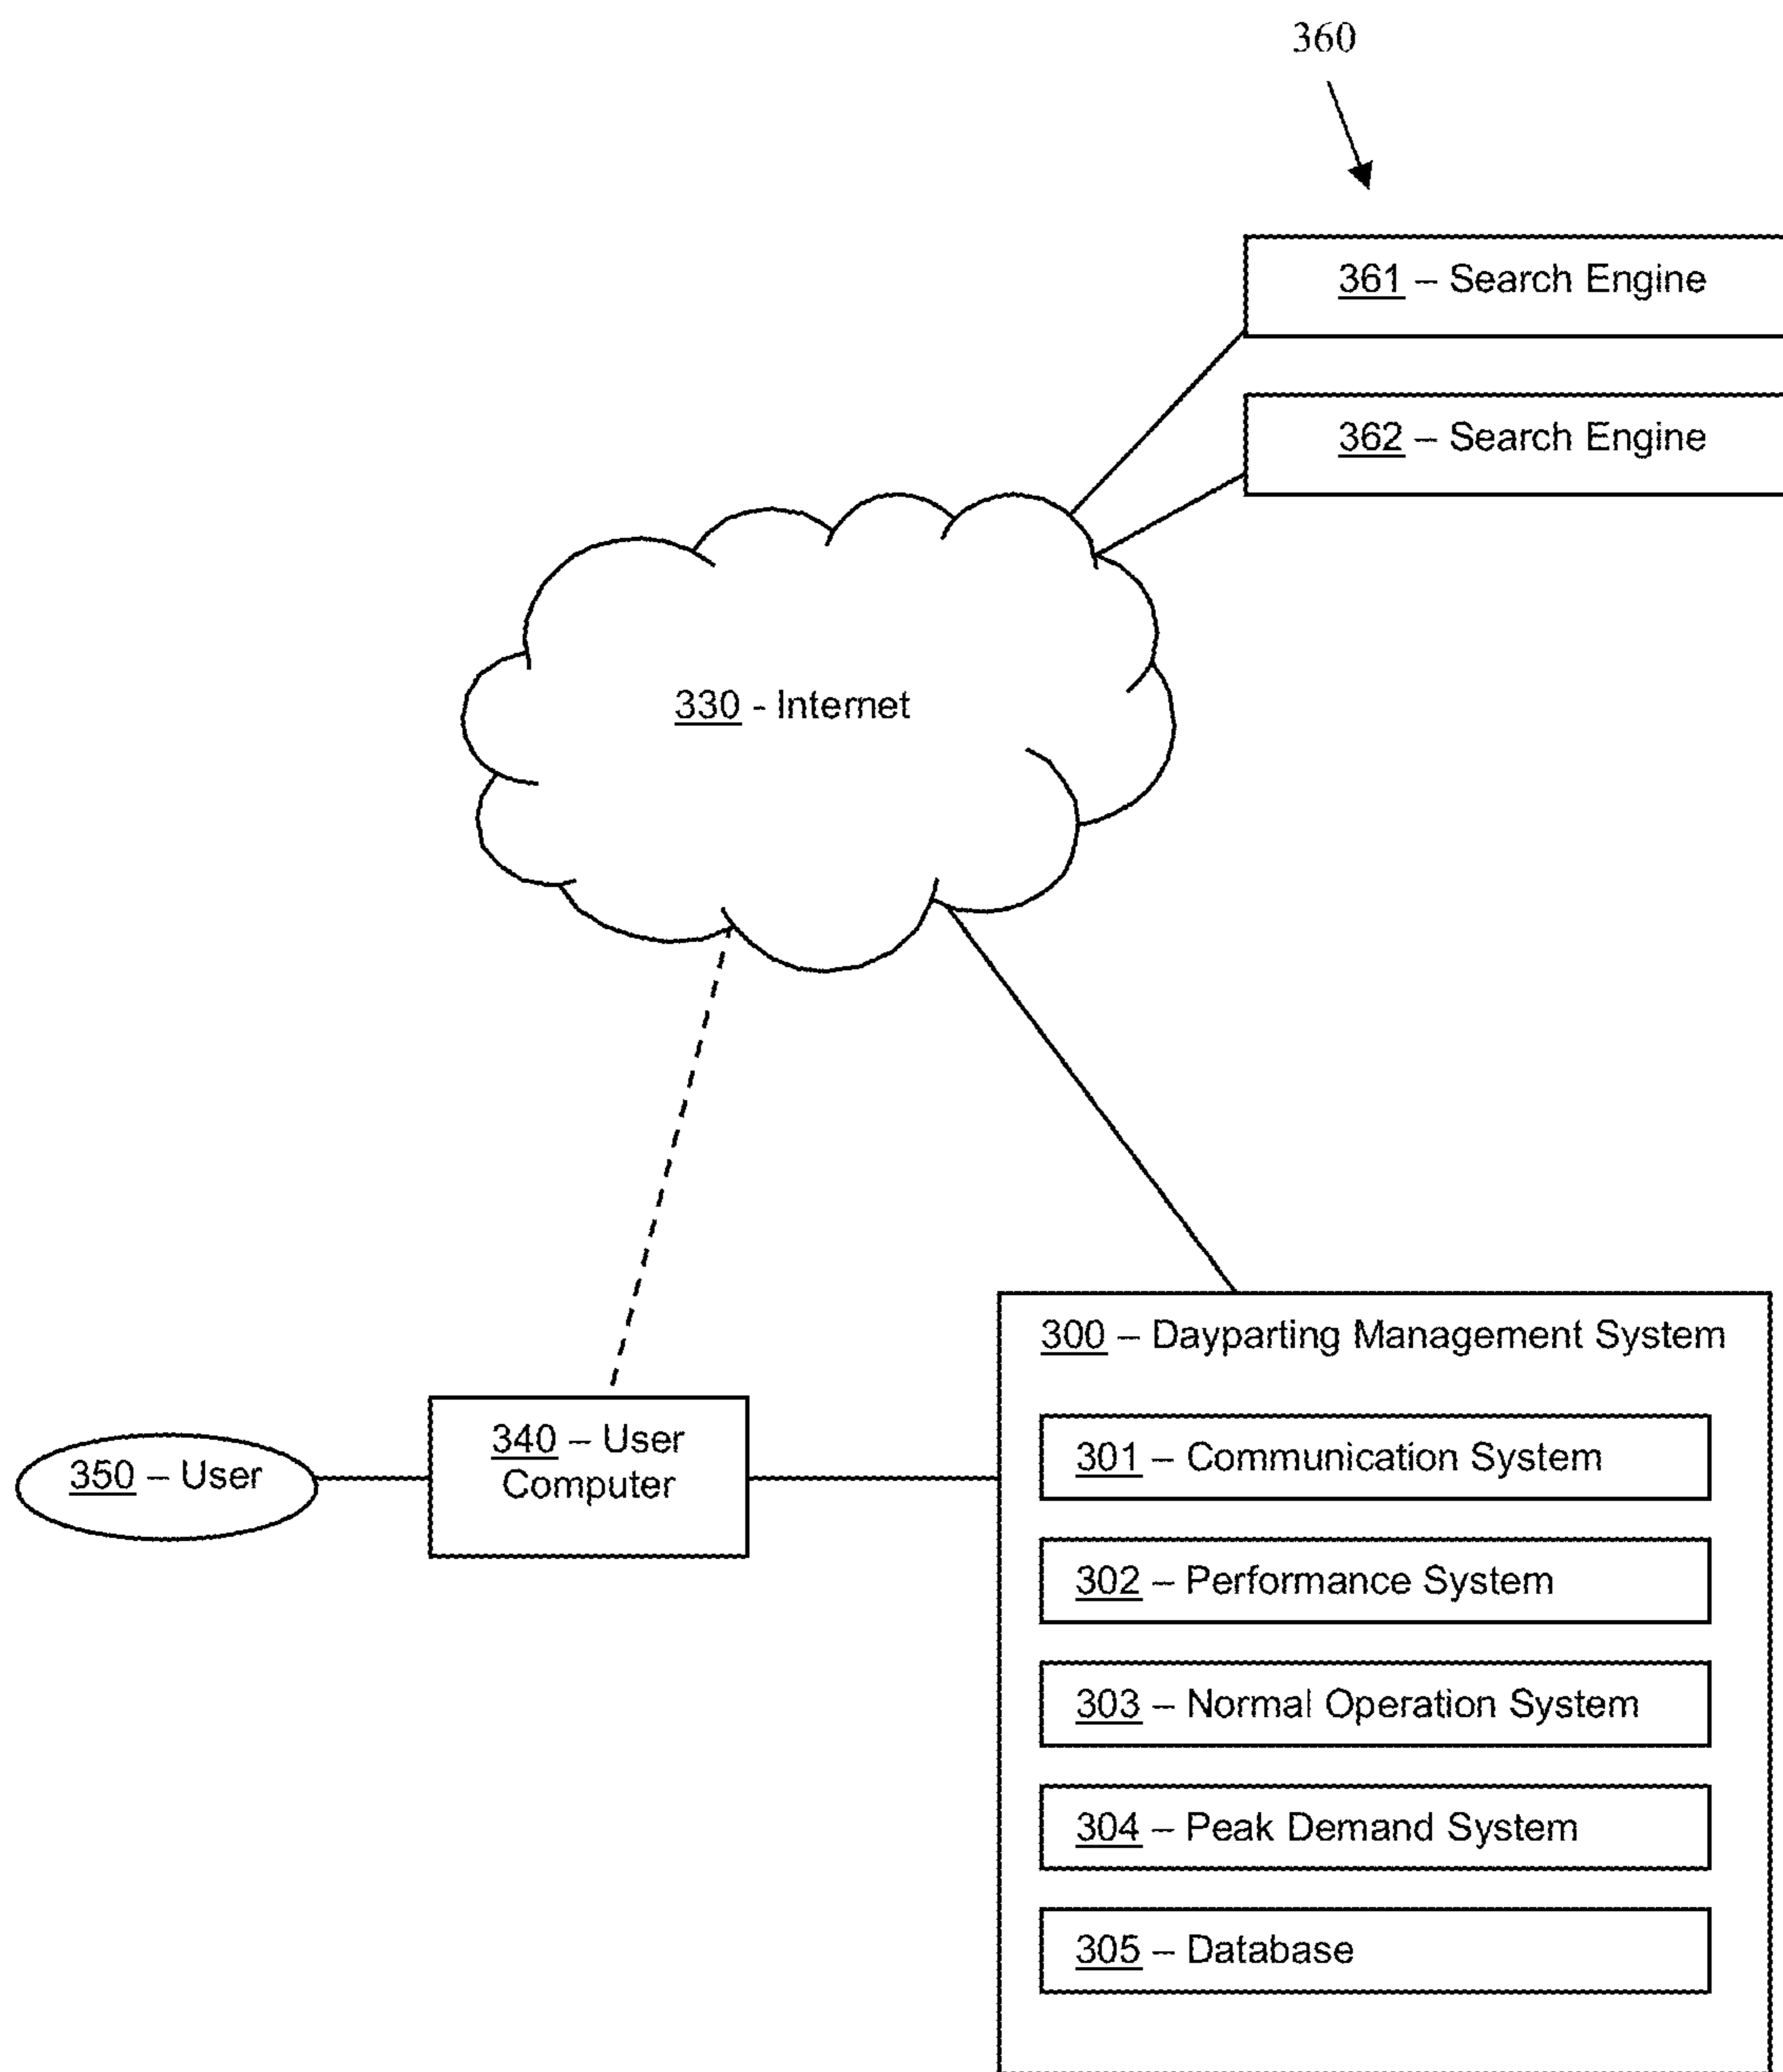 360
361 – Search Engine
362 – Search Engine
330 - Internet
300 – Dayparting Management System
340 – User
Computer
350 – User
301 – Communication System
302 – Performance System
303 – Normal Operation System
304 – Peak Demand System
305 – Database